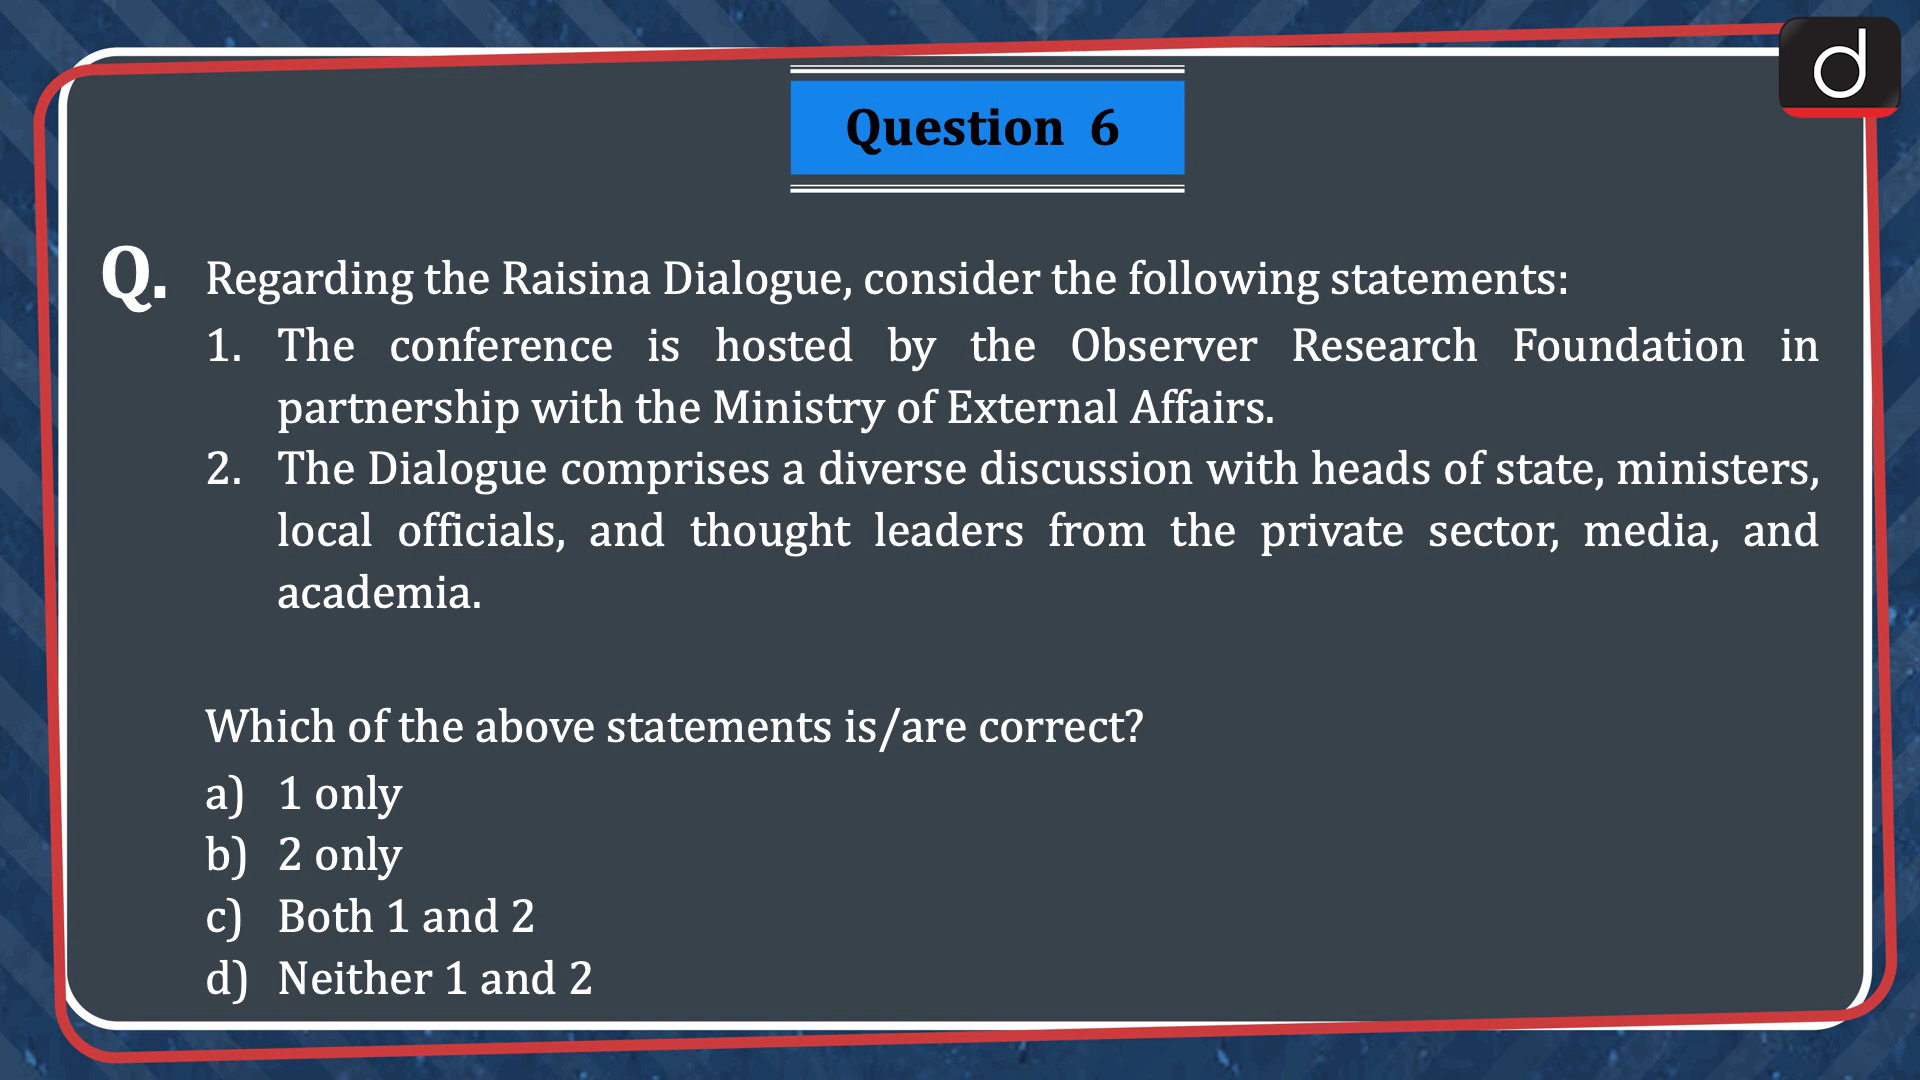 d
Question 6
Q. Regarding the Raisina Dialogue, consider the following statements:
1. The conference is hosted by the Observer Research Foundation in
partnership with the Ministry of External Affairs.
2. The Dialogue comprises a diverse discussion with heads of state, ministers,
local officials, and thought leaders from the private sector, media, and
academia.
Which of the above statements is/are correct?
a) 1 only
b) 2 only
c) Both 1 and 2
d) Neither 1 and 2